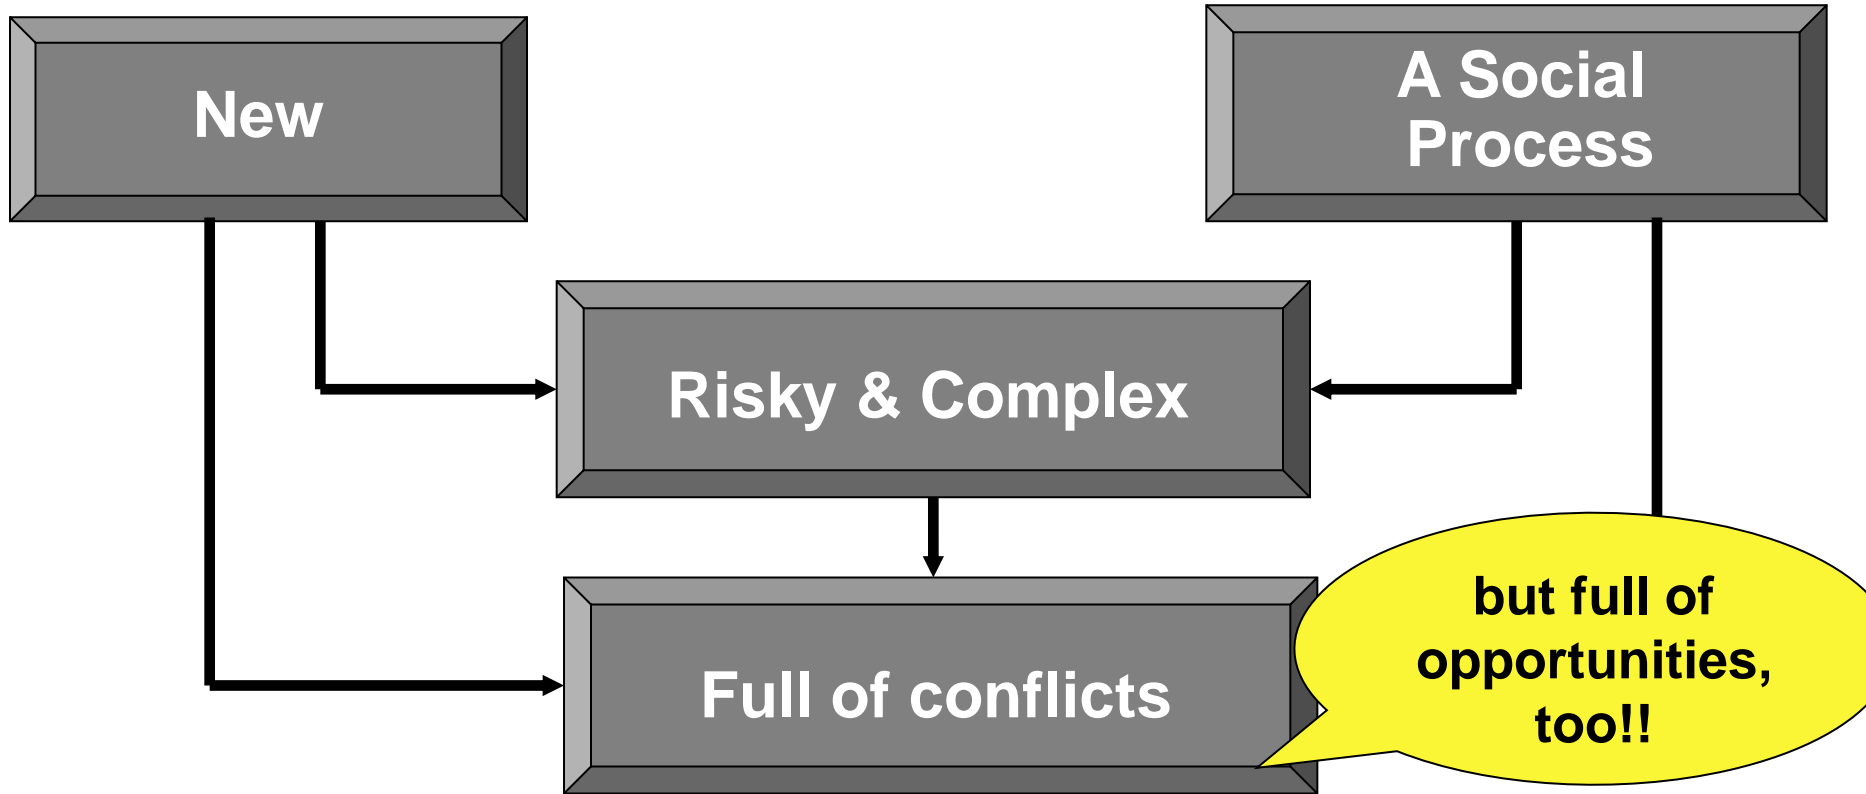 New
A Social
Process
Risky & Complex
Full of conflicts
but full of
opportunities,
too!!